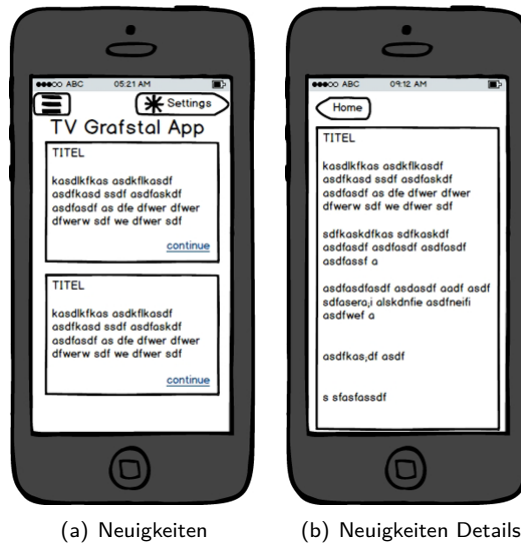 ABC 05:21 AM
Settings
TV Grafstal App
TITEL
kasdlkfkas asdkflkasdf
asdfkasd ssdf asdfaskdf
asdfasdf as dfe dfwer dfwer
dfwerw sdf we dfwer sdf
continue
TITEL
kasdlkfkas asdkflkasdf
asdfkasd ssdf asdfaskdf
asdfasdf as dfe dfwer dfwer
dfwerw sdf we dfwer sdf
continue
(a) Neuigkeiten
ABC 09:12 AM
Home
TITEL
kasdlkfkas asdkflkasdf
asdfkasd ssdf asdfaskdf
asdfasdf as dfe dfwer dfwer
dfwerw sdf we dfwer sdf
sdfkaskdfkas sdfkaskdf
asdfasdf asdfasdf asdfasdf
asdfassf a
asdfasdfasdf asdasdf aadf asdf
sdfasera;i alskdnfie asdfneifi
asdfwef a
asdfkas;df asdf
s sfasfassdf
(b) Neuigkeiten Details